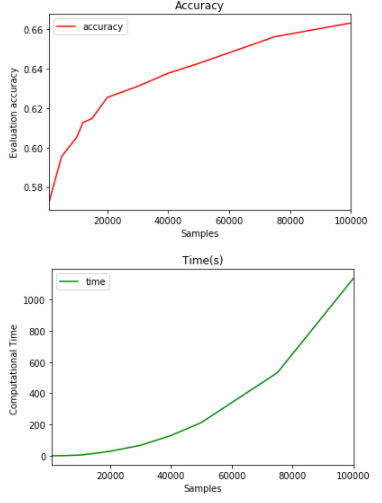 Accuracy
accuracy
0.66
0.64
0.62
0.60
0.58
Evaluation accuracy
20000 40000 60000 80000 100000
Samples
Time(s)
time
1000
800
600
400
200
0
Computational Time
20000 40000 60000 80000 100000
Samples